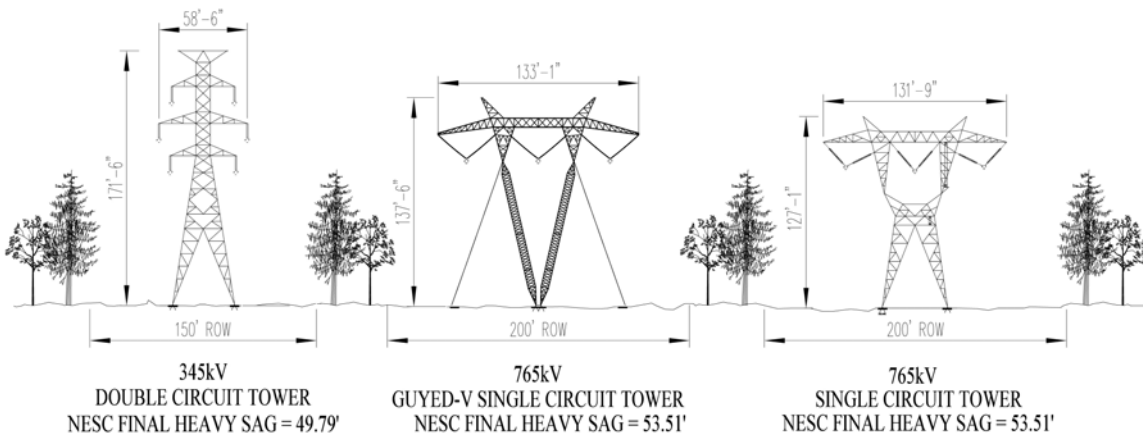 58'-6"
171'-6"
150' ROW
345kV
DOUBLE CIRCUIT TOWER
NESC FINAL HEAVY SAG = 49.79'
133'-1"
137'-6"
200' ROW
765kV
GUYED-V SINGLE CIRCUIT TOWER
NESC FINAL HEAVY SAG = 53.51'
131'-9"
127'-1"
200' ROW
765kV
SINGLE CIRCUIT TOWER
NESC FINAL HEAVY SAG = 53.51'